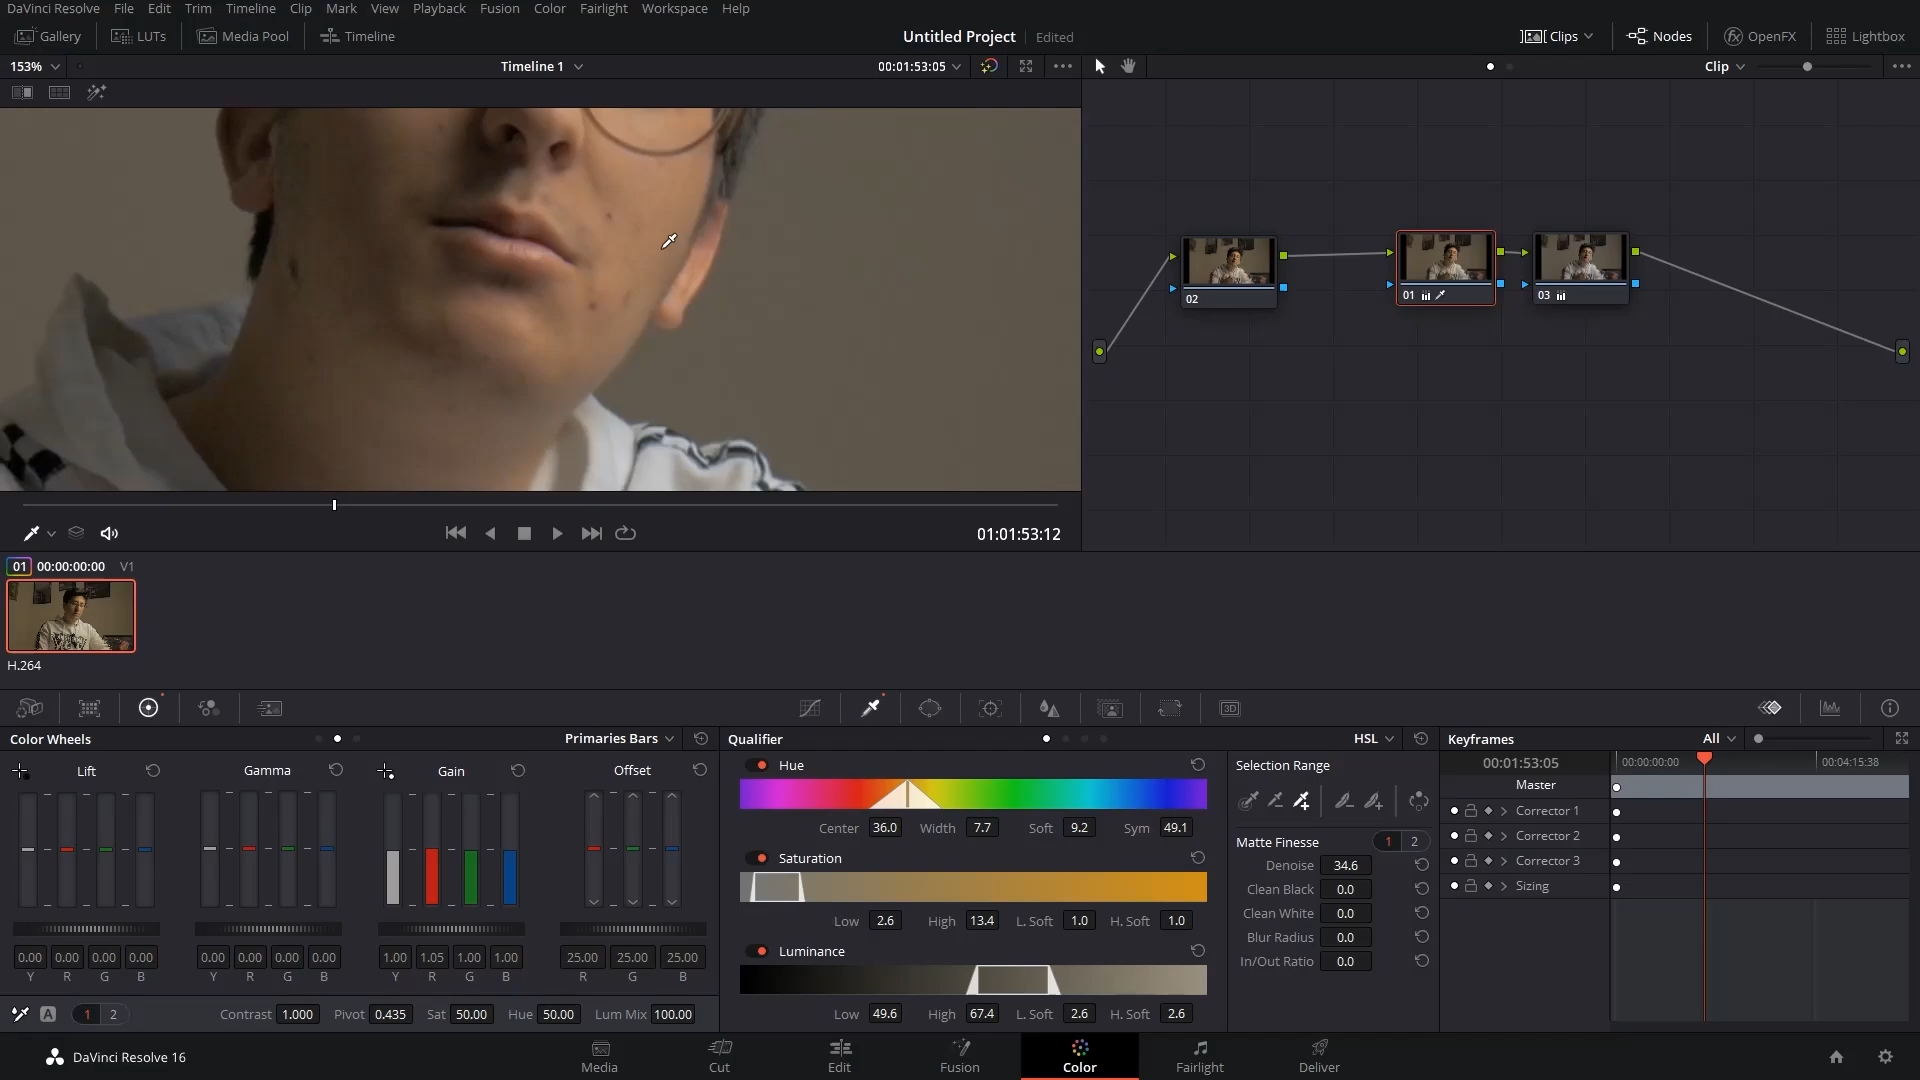 DaVinci Resolve File Edit Trim Timeline Clip Mark View Playback Fusion Color Fairlight Workspace Help
Gallery LUTs Media Pool Timeline Untitled Project Edited Clips Nodes OpenFX Lightbox
153% Timeline 1 00:01:53:05 Clip
02
01
03
01:01:53:12
01 00:00:00:00 V1
H.264
3D
Color Wheels Primaries Bars
Lift Gamma Gain Offset
0.00 0.00 0.00 0.00 0.00 0.00 0.00 0.00 1.00 1.05 1.00 1.00 25.00 25.00 25.00
Y R G B Y R G B Y R G B R G B
A 1 2 Contrast 1.000 Pivot 0.435 Sat 50.00 Hue 50.00 Lum Mix 100.00
Qualifier HSL
Hue
Center 36.0 Width 7.7 Soft 9.2 Sym 49.1
Saturation
Low 2.6 High 13.4 L. Soft 1.0 H. Soft 1.0
Luminance
Low 49.6 High 67.4 L. Soft 2.6 H. Soft 2.6
Selection Range
Matte Finesse 1 2
Denoise 34.6
Clean Black 0.0
Clean White 0.0
Blur Radius 0.0
In/Out Ratio 0.0
Keyframes All
00:01:53:05 00:00:00:00 00:04:15:38
Master
Corrector 1
Corrector 2
Corrector 3
Sizing
DaVinci Resolve 16 Media Cut Edit Fusion Color Fairlight Deliver